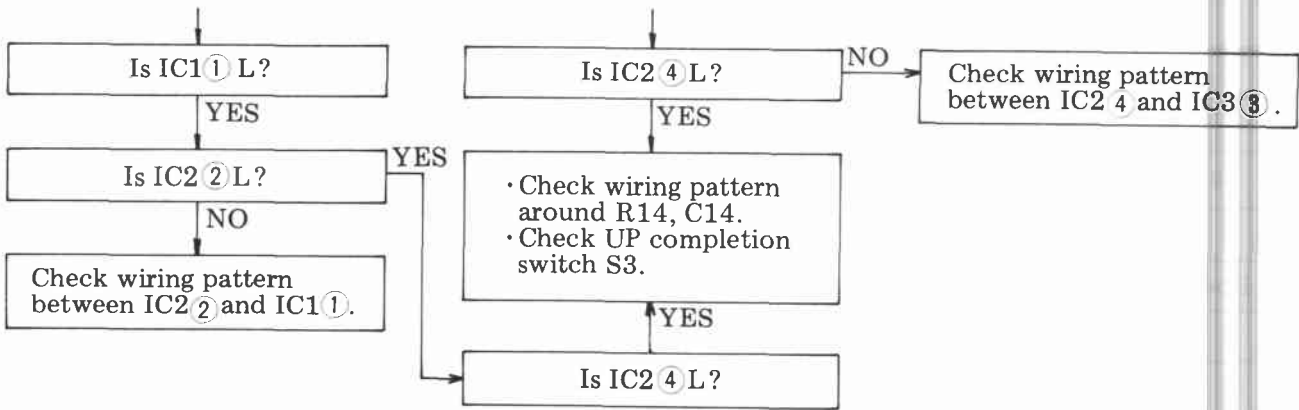 Is IC1 ① L?
YES
Is IC2 ② L?
YES
NO
Check wiring pattern
between IC2 ② and IC1 ①.
Is IC2 ④ L?
NO
YES
· Check wiring pattern
around R14, C14.
· Check UP completion
switch S3.
YES
Is IC2 ④ L?
Check wiring pattern
between IC2 ④ and IC3 ③.